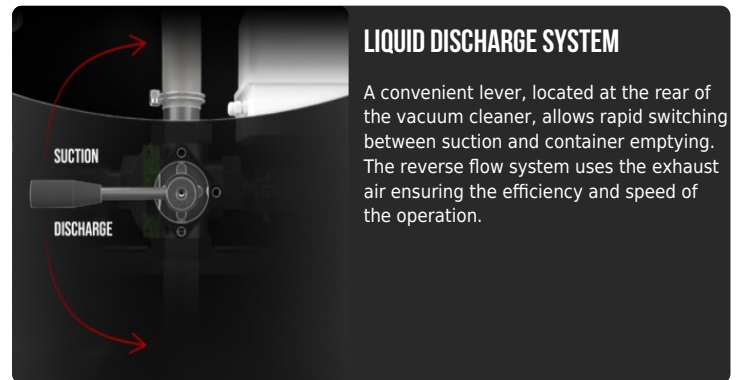 LIQUID DISCHARGE SYSTEM
A convenient lever, located at the rear of
the vacuum cleaner, allows rapid switching
between suction and container emptying.
The reverse flow system uses the exhaust
air ensuring the efficiency and speed of
the operation.
SUCTION
DISCHARGE